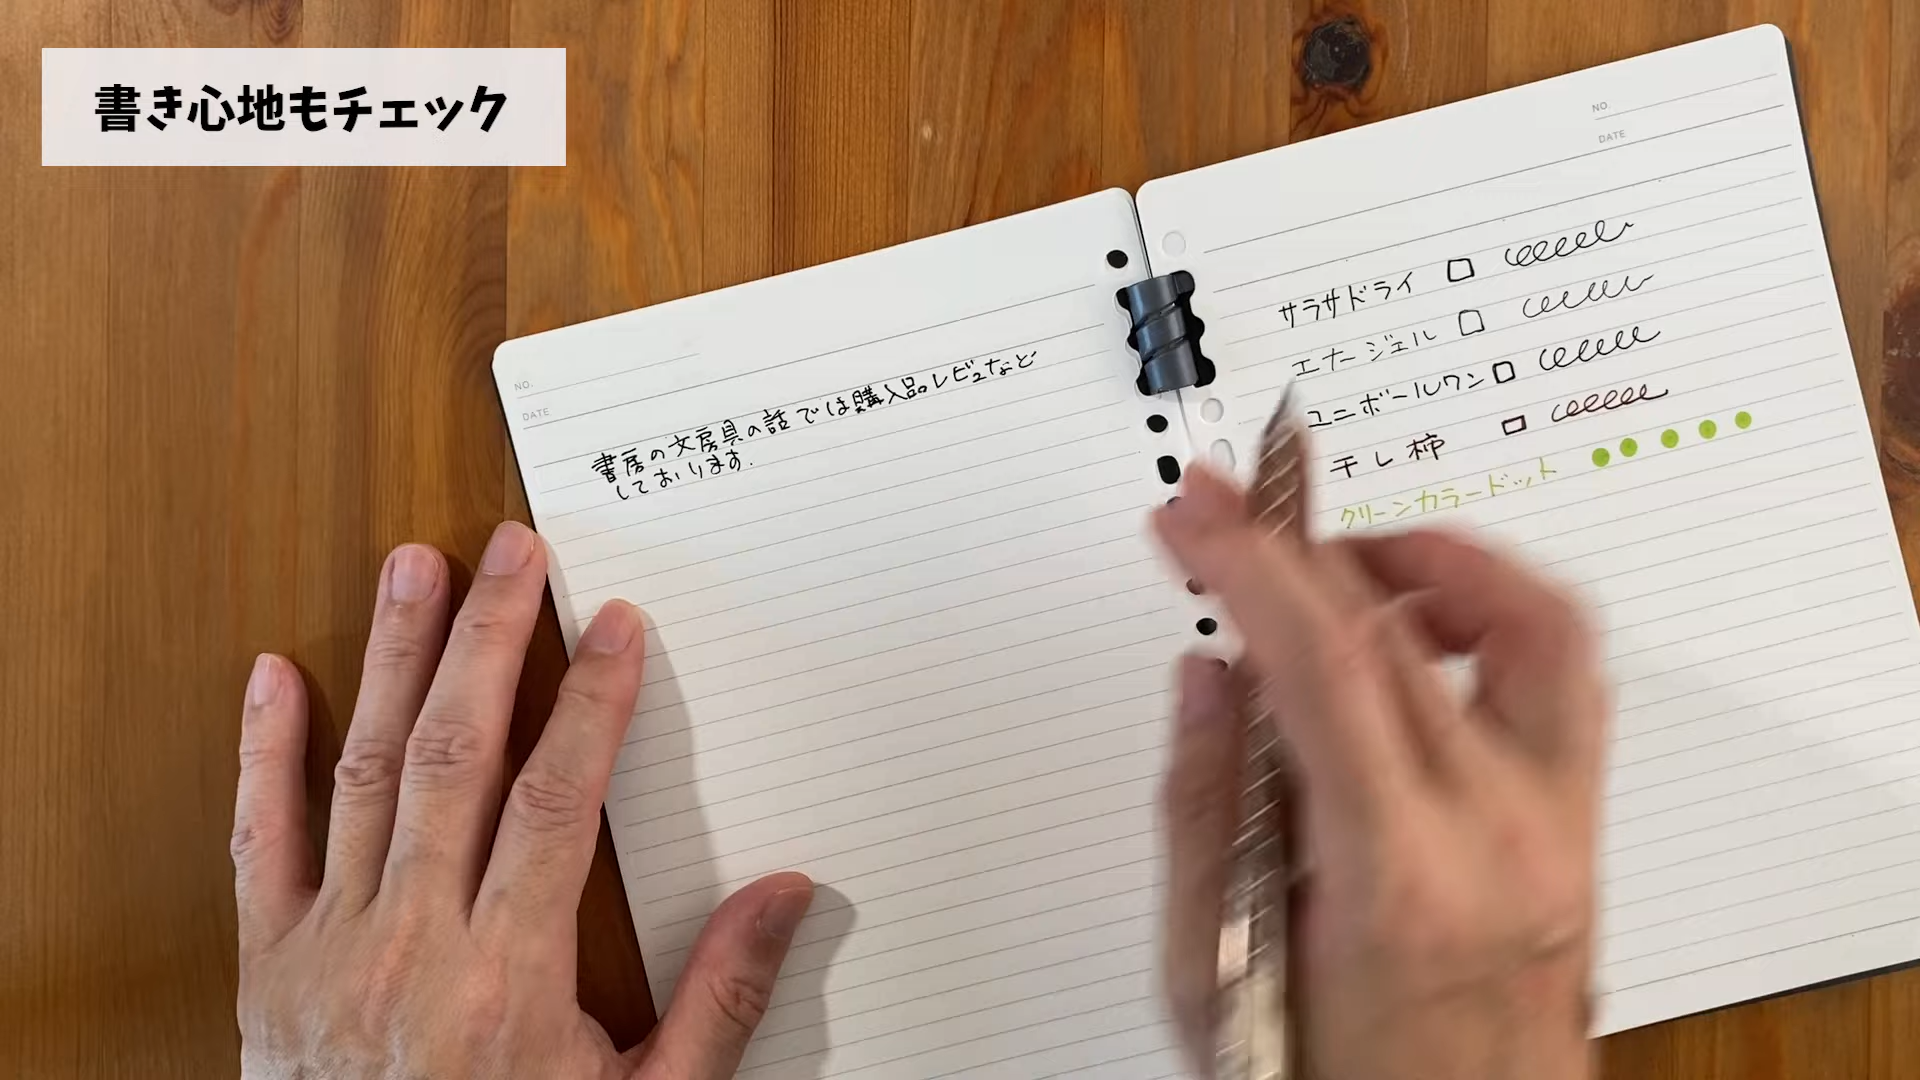 書き心地もチェック
NO.
DATE
書房の文房具の話では購入品レビュなど
しております.
NO.
DATE
サラサドライ
エナージェル
ユニボールワン
干し柿
グリーンカラードット